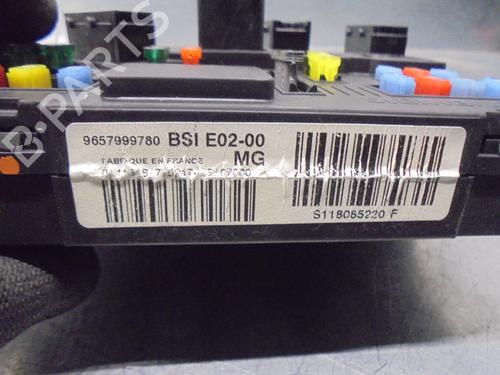 9657999780 BSI E02-00
FABRIQUE EN FRANCE MG
S118085220 F
B-PARTS